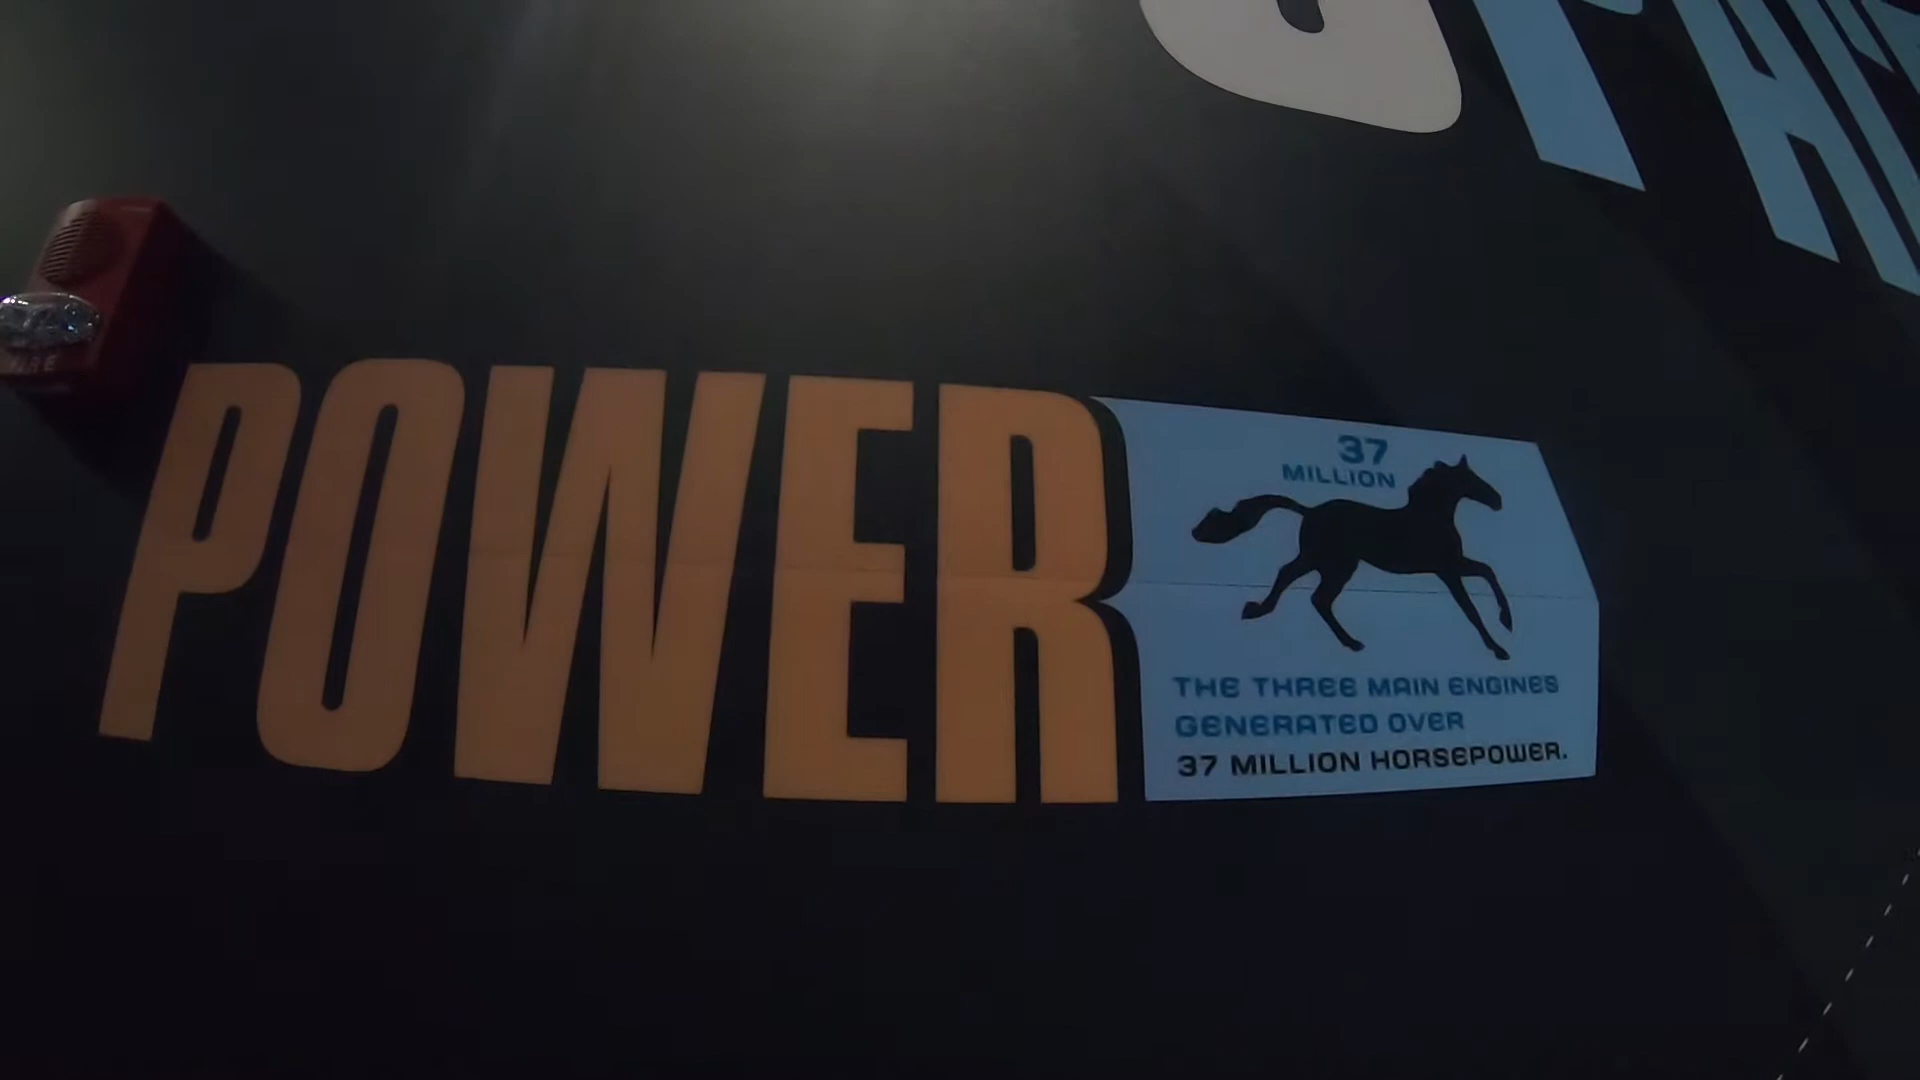 POWER
37
MILLION
THE THREE MAIN ENGINES
GENERATED OVER
37 MILLION HORSEPOWER.